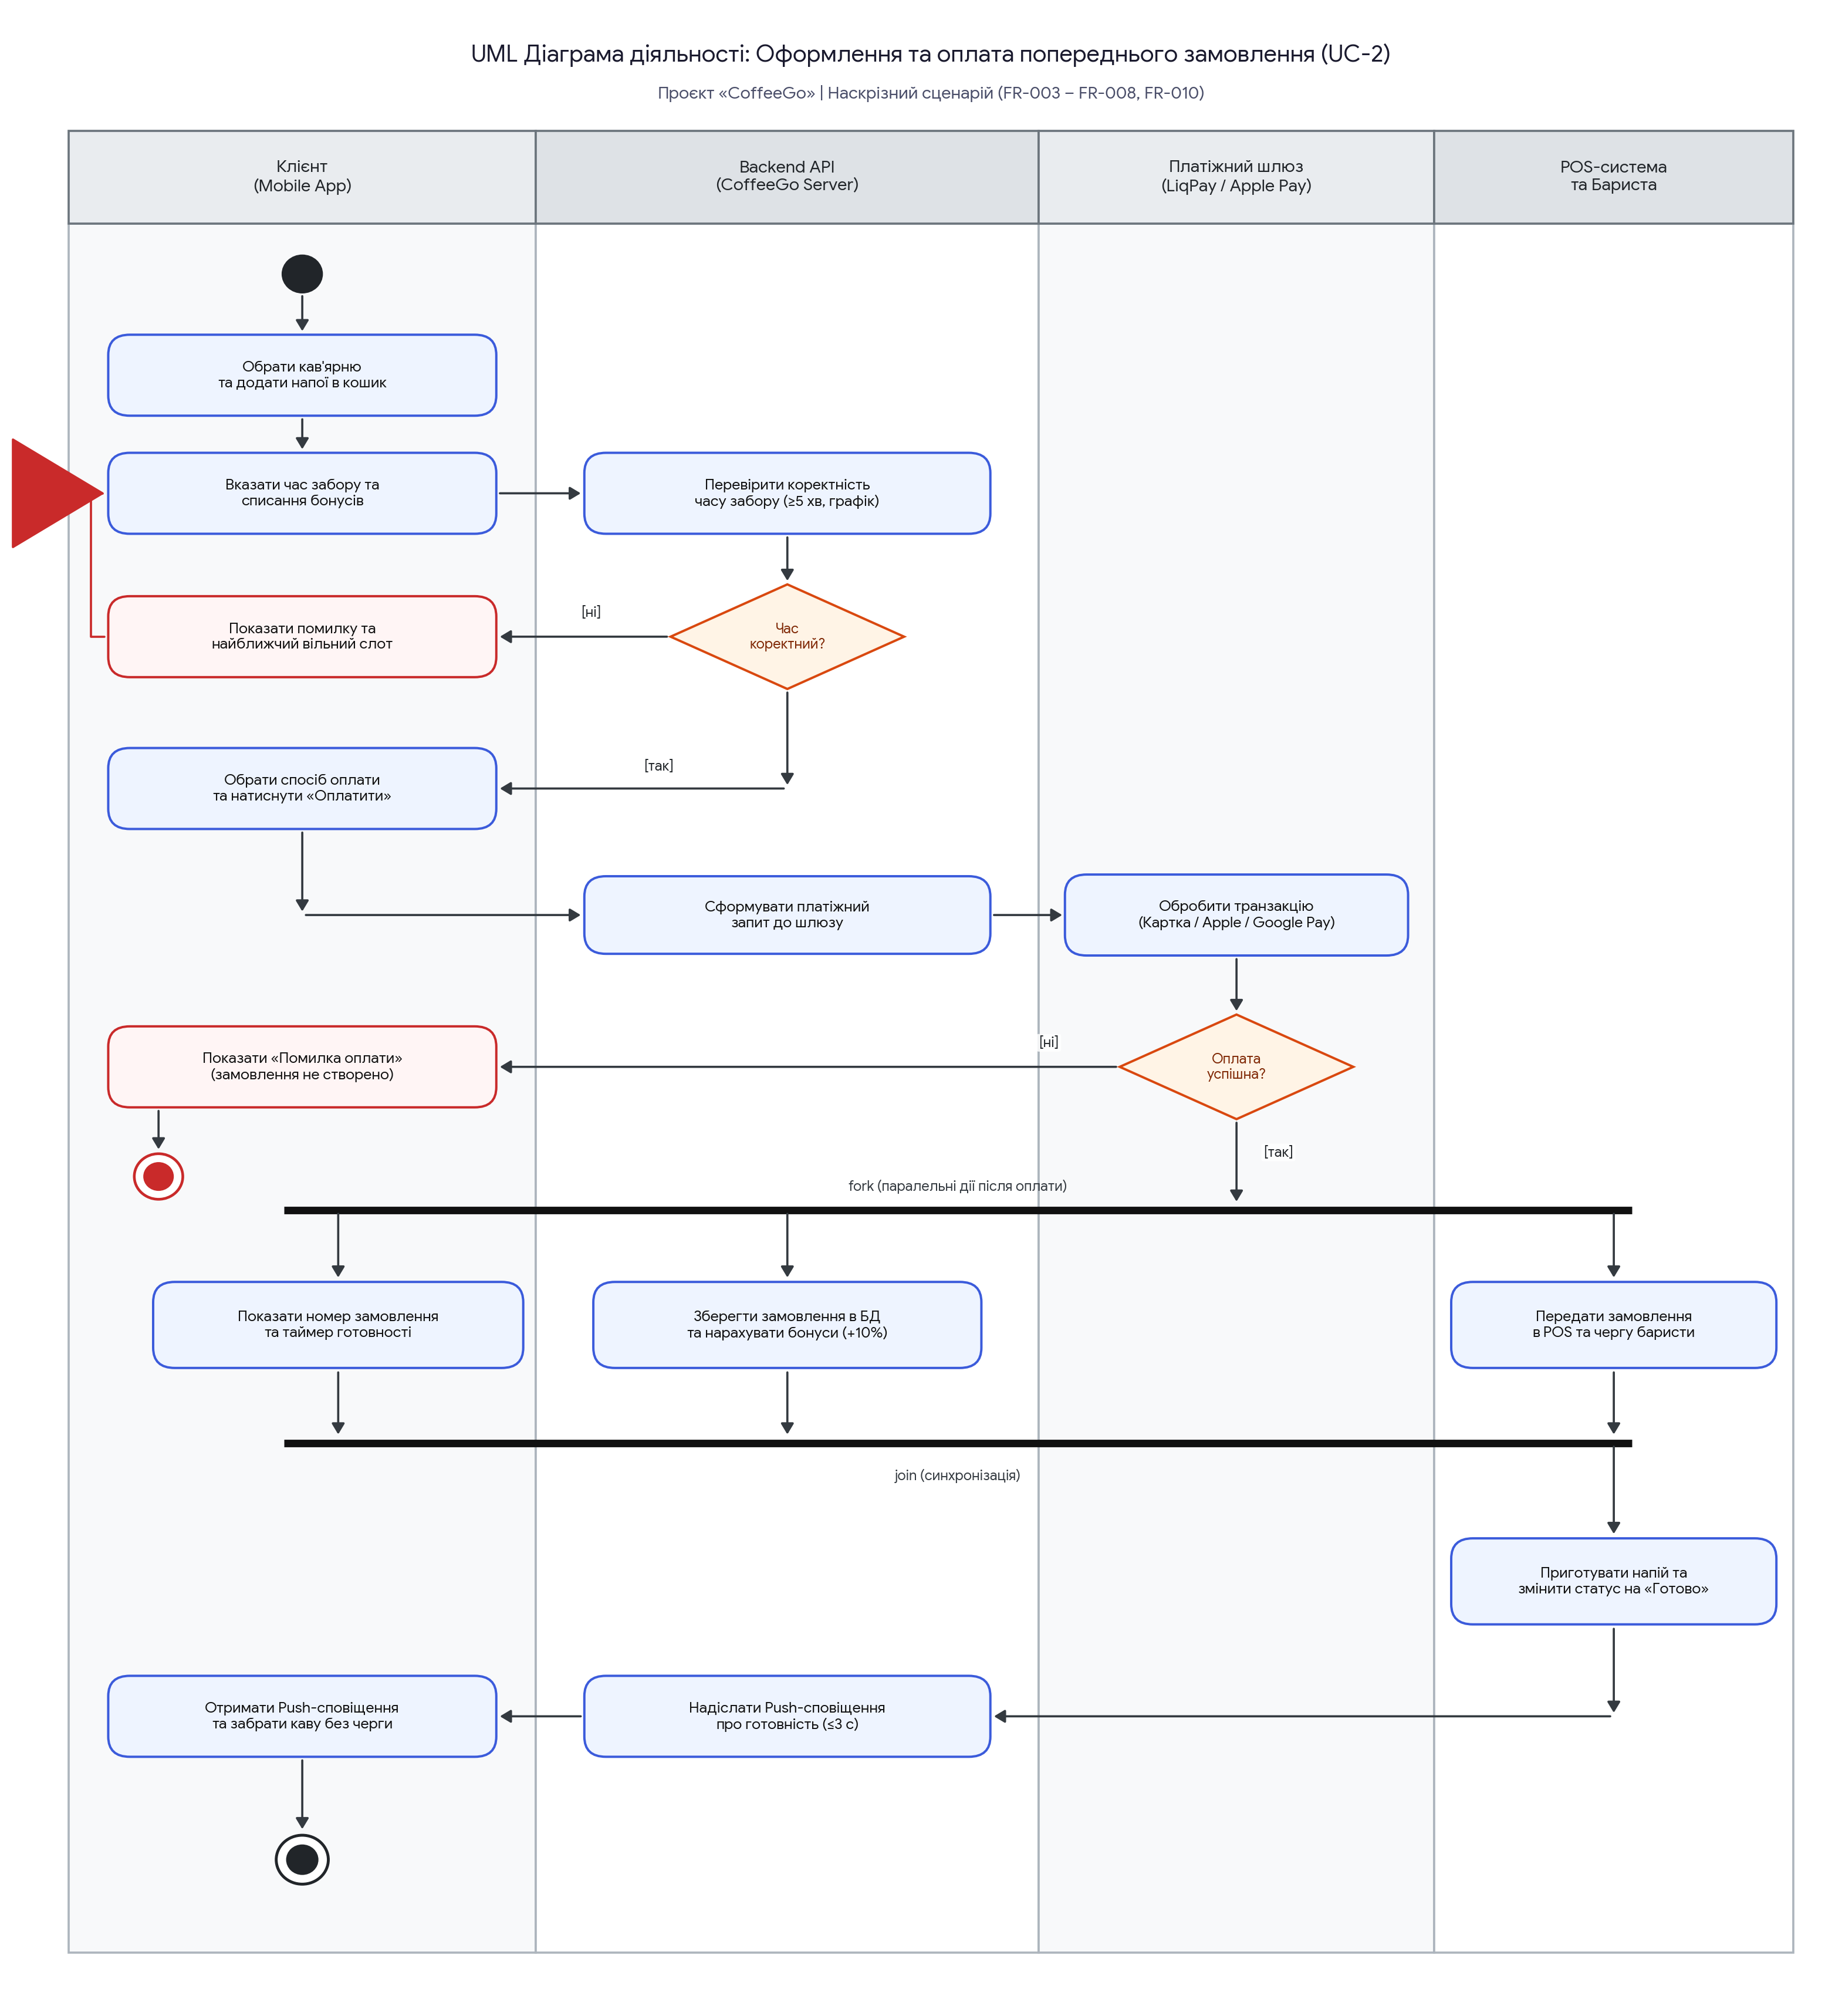 UML Діаграма діяльності: Оформлення та оплата попереднього замовлення (UC-2)
Проєкт «CoffeeGo» | Наскрізний сценарій (FR-003 – FR-008, FR-010)
Клієнт
(Mobile App)
Backend API
(CoffeeGo Server)
Платіжний шлюз
(LiqPay / Apple Pay)
POS-система
та Бариста
Обрати кав'ярню
та додати напої в кошик
Вказати час забору та
списання бонусів
Перевірити коректність
часу забору (≥5 хв, графік)
[ні]
Показати помилку та
найближчий вільний слот
Час
коректний?
[так]
Обрати спосіб оплати
та натиснути «Оплатити»
Сформувати платіжний
запит до шлюзу
Обробити транзакцію
(Картка / Apple / Google Pay)
[ні]
Показати «Помилка оплати»
(замовлення не створено)
Оплата
успішна?
[так]
fork (паралельні дії після оплати)
Показати номер замовлення
та таймер готовності
Зберегти замовлення в БД
та нарахувати бонуси (+10%)
Передати замовлення
в POS та чергу баристи
join (синхронізація)
Приготувати напій та
змінити статус на «Готово»
Отримати Push-сповіщення
та забрати каву без черги
Надіслати Push-сповіщення
про готовність (≤3 с)